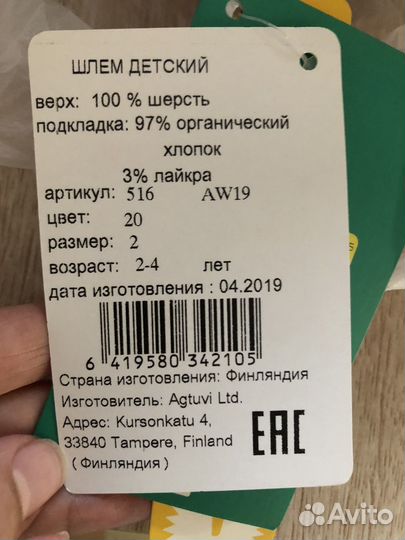 ШЛЕМ ДЕТСКИЙ
верх: 100 % шерсть
подкладка: 97% органический
хлопок
3% лайкра
артикул: 516 AW19
цвет: 20
размер: 2
возраст: 2-4 лет
дата изготовления : 04.2019
6 419580 342105
Страна изготовления: Финляндия
Изготовитель: Agtuvi Ltd.
Адрес: Kursonkatu 4,
33840 Tampere, Finland
( Финляндия )
EAC
Avito